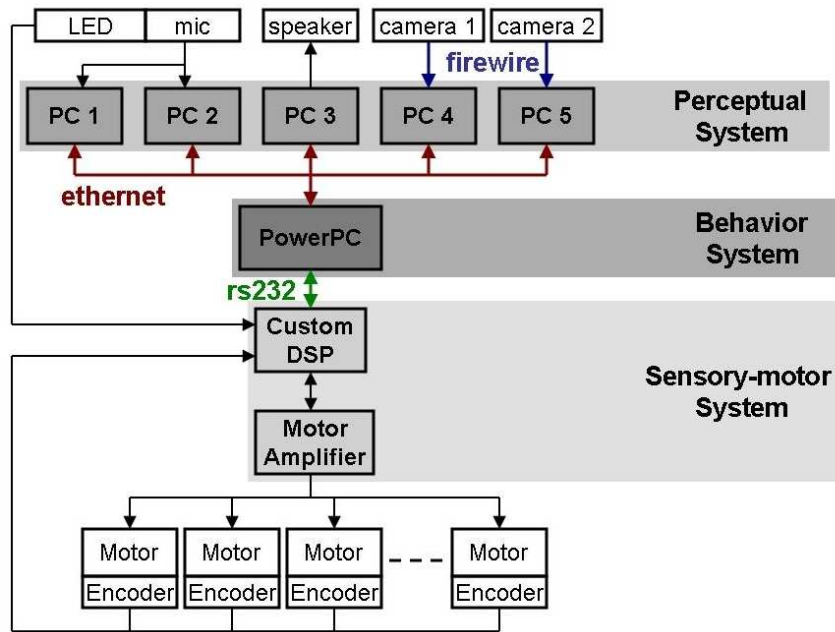 LED mic speaker camera 1 camera 2
firewire
PC 1 PC 2 PC 3 PC 4 PC 5
Perceptual
System
ethernet
PowerPC
Behavior
System
rs232
Custom
DSP
Sensory-motor
System
Motor
Amplifier
Motor Motor Motor Motor
Encoder Encoder Encoder Encoder